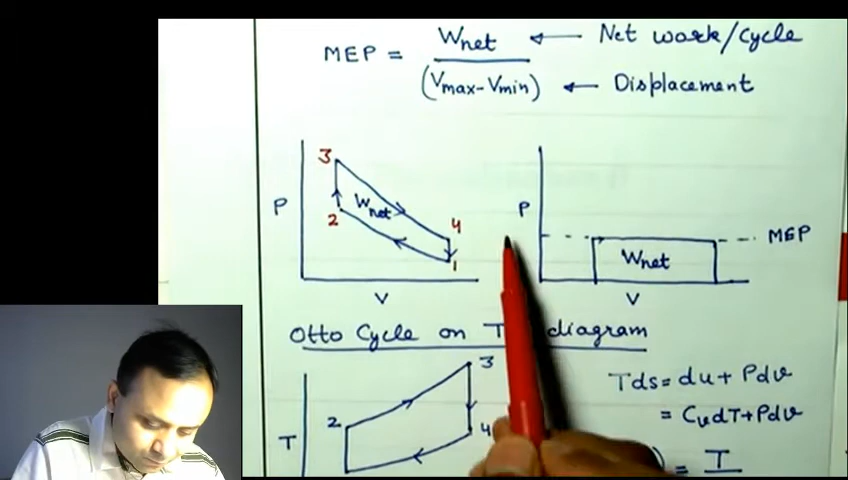 MEP = Wnet ← Net work/cycle
(Vmax - Vmin) ← Displacement
3
P
2
Wnet
4
1
V
P
Wnet
MEP
V
Otto Cycle on T diagram
3
2
T
4
Tds = du + Pdv
= CvdT + Pdv
) = T